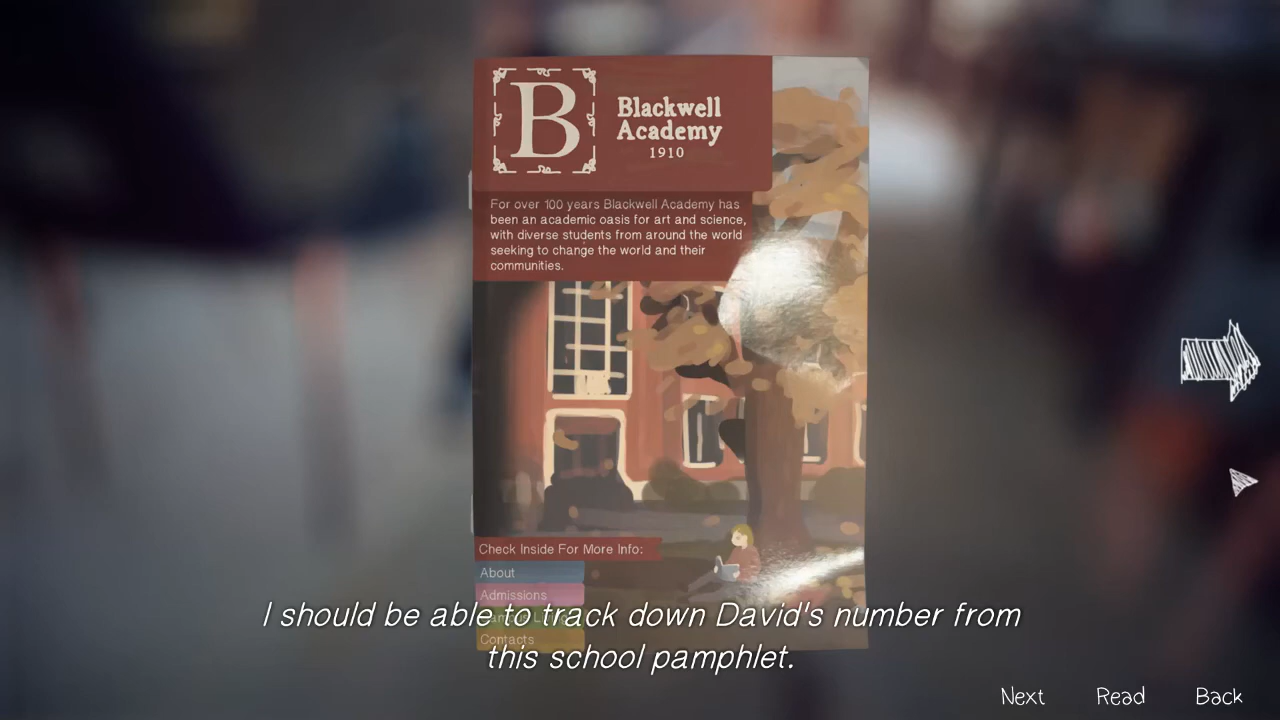 B
Blackwell
Academy
1910
For over 100 years Blackwell Academy has
been an academic oasis for art and science,
with diverse students from around the world
seeking to change the world and their
communities.
Check Inside For More Info:
About
Admissions
Contacts
I should be able to track down David's number from
this school pamphlet.
Next Read Back